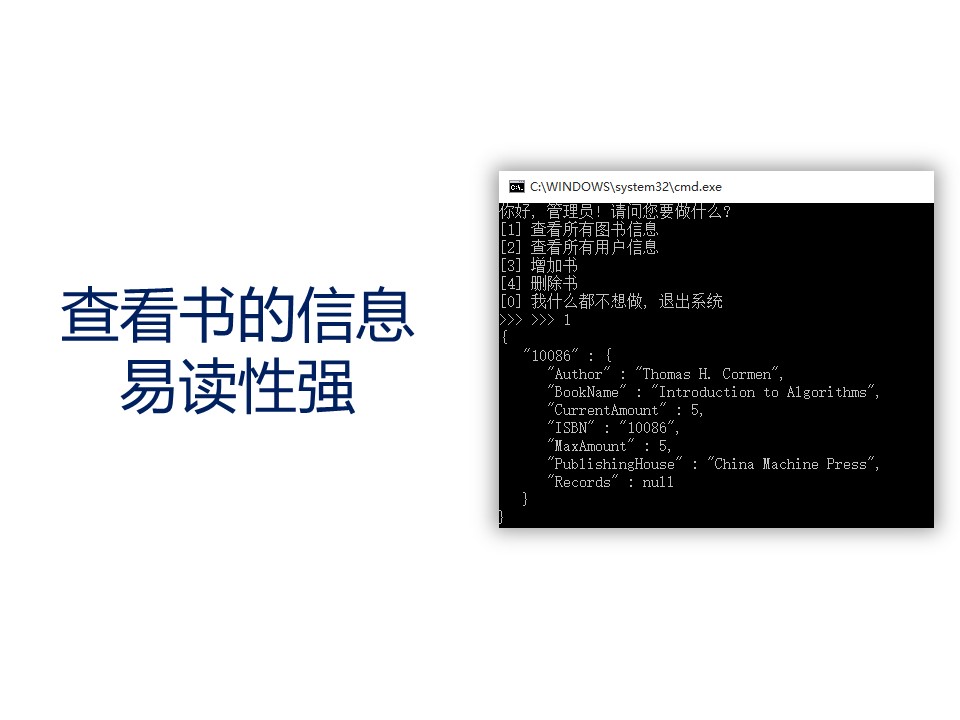 查看书的信息
易读性强
C:\WINDOWS\system32\cmd.exe
你好, 管理员! 请问您要做什么?
[1] 查看所有图书信息
[2] 查看所有用户信息
[3] 增加书
[4] 删除书
[0] 我什么都不想做, 退出系统
>>> >>> 1
{
   "10086" : {
      "Author" : "Thomas H. Cormen",
      "BookName" : "Introduction to Algorithms",
      "CurrentAmount" : 5,
      "ISBN" : "10086",
      "MaxAmount" : 5,
      "PublishingHouse" : "China Machine Press",
      "Records" : null
   }
}